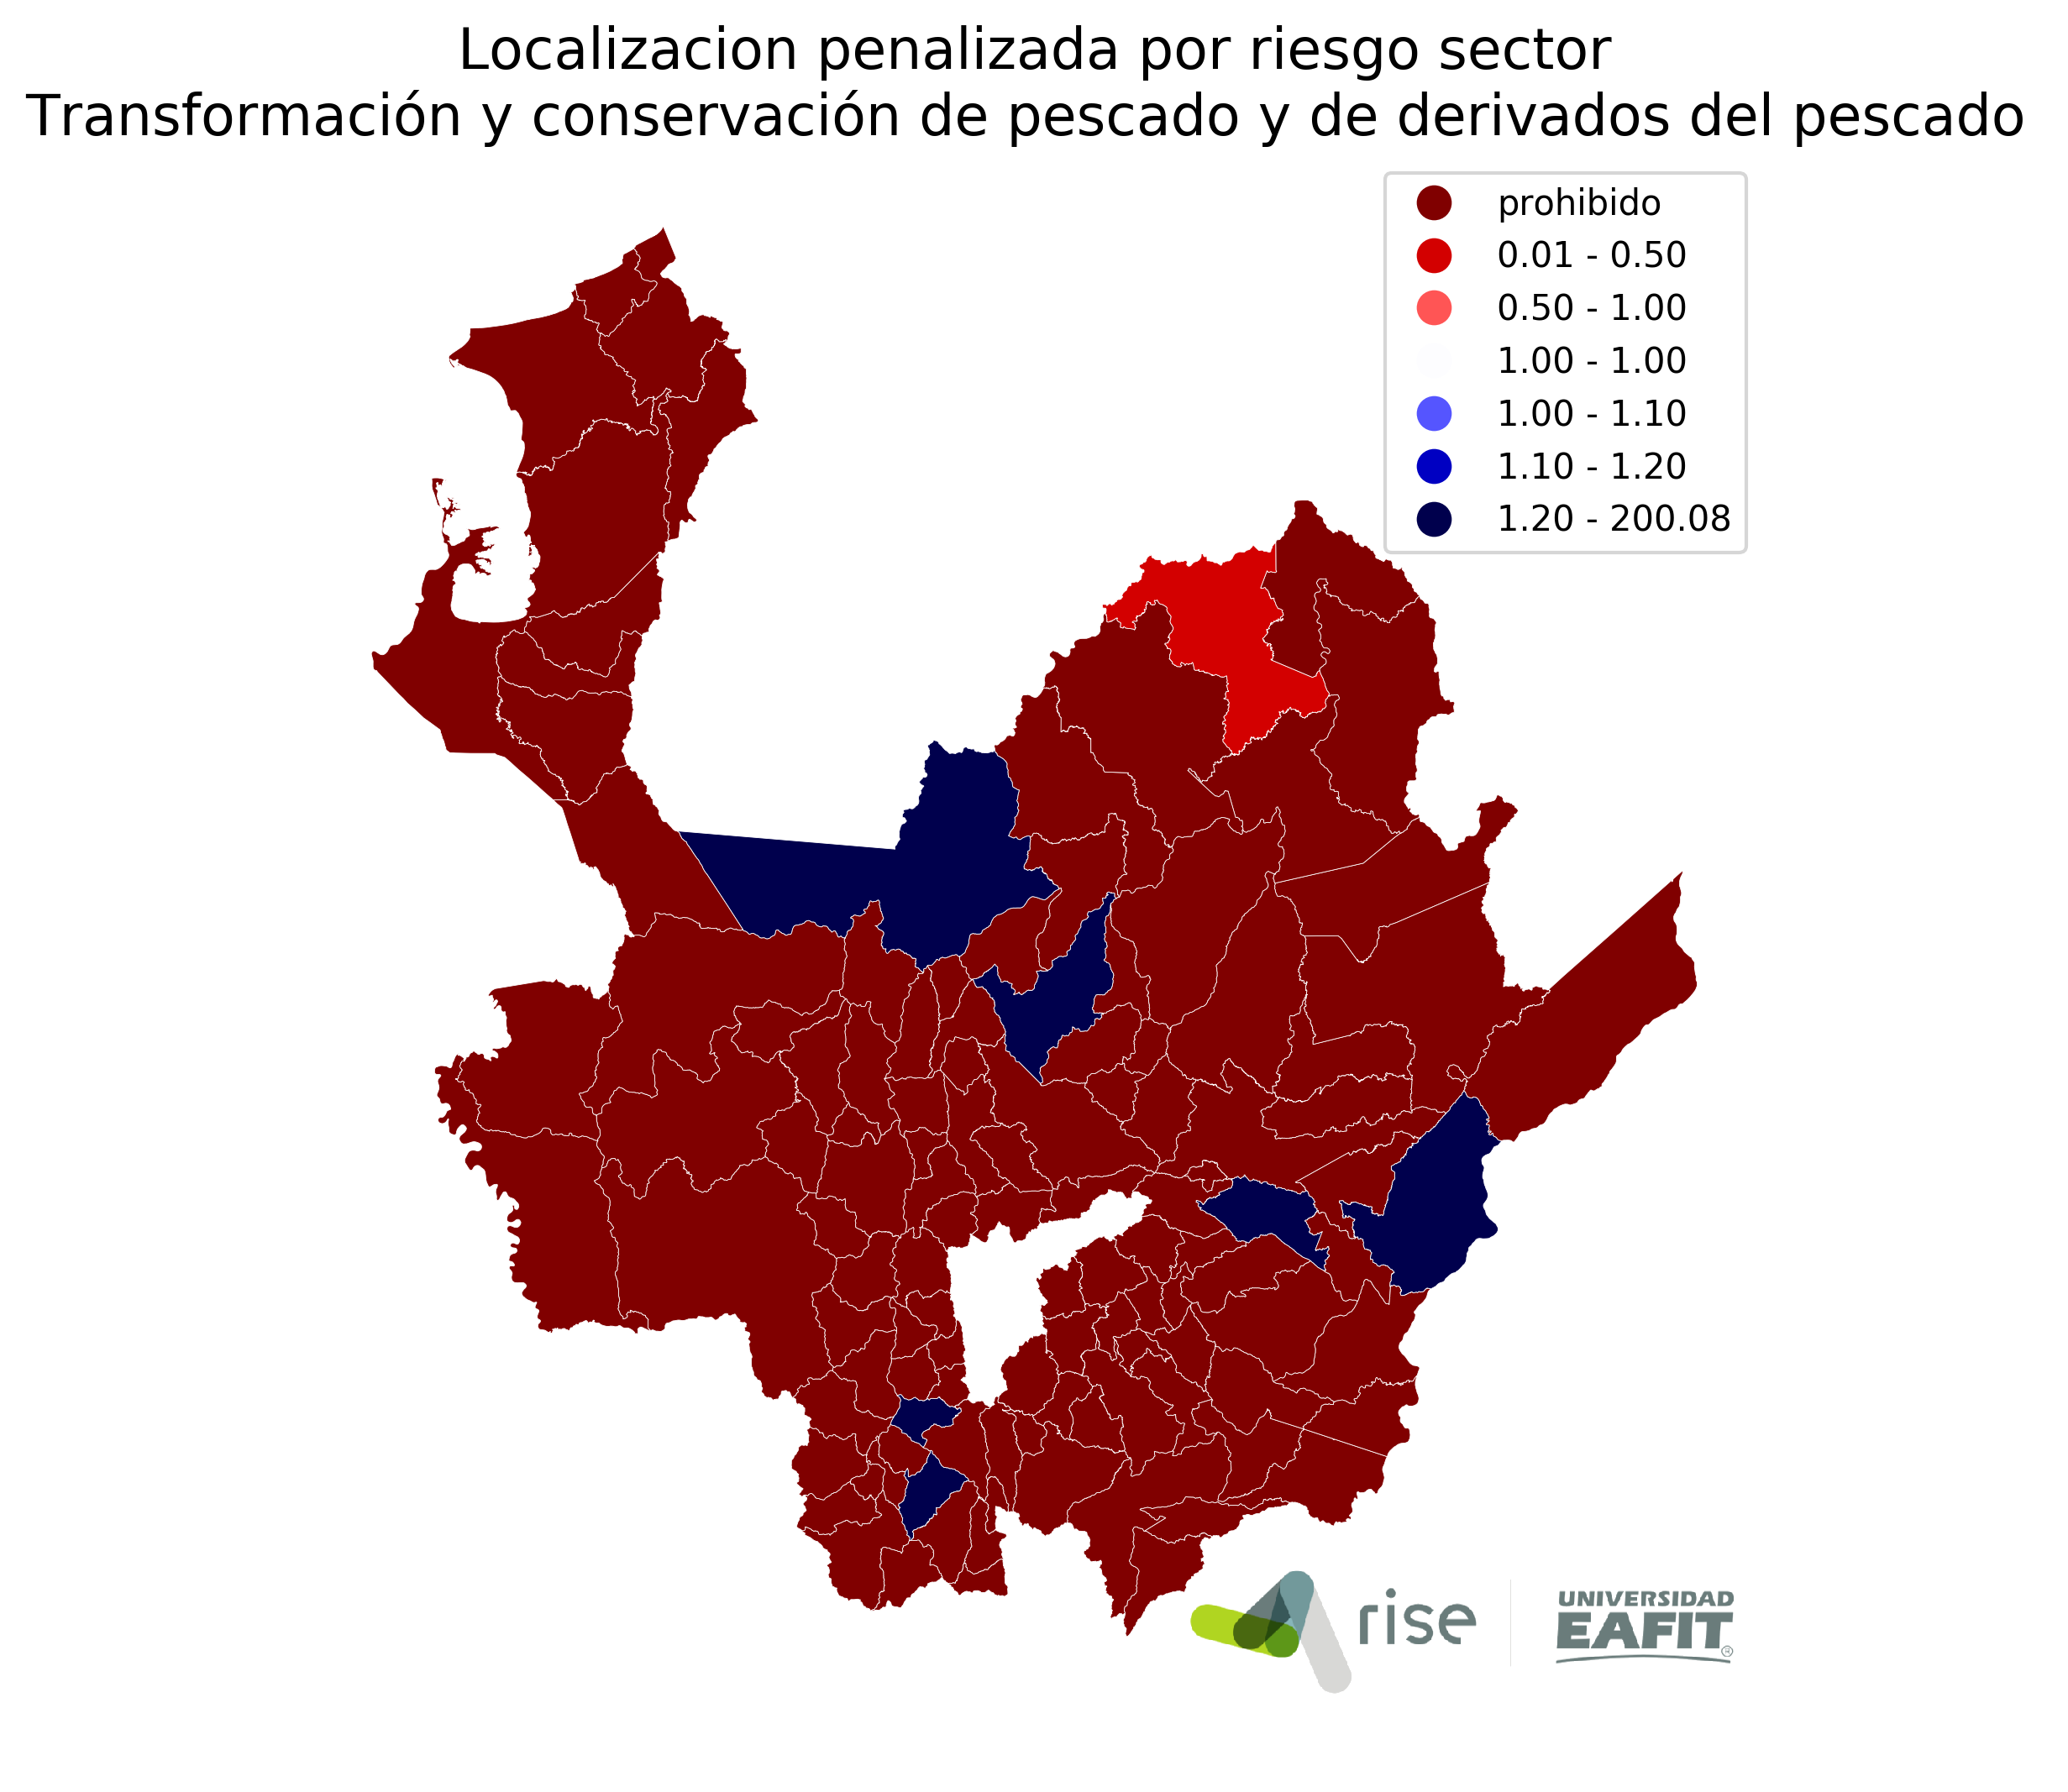 Localizacion penalizada por riesgo sector
Transformación y conservación de pescado y de derivados del pescado
prohibido
0.01 - 0.50
0.50 - 1.00
1.00 - 1.00
1.00 - 1.10
1.10 - 1.20
1.20 - 200.08
rise
UNIVERSIDAD
EAFIT®